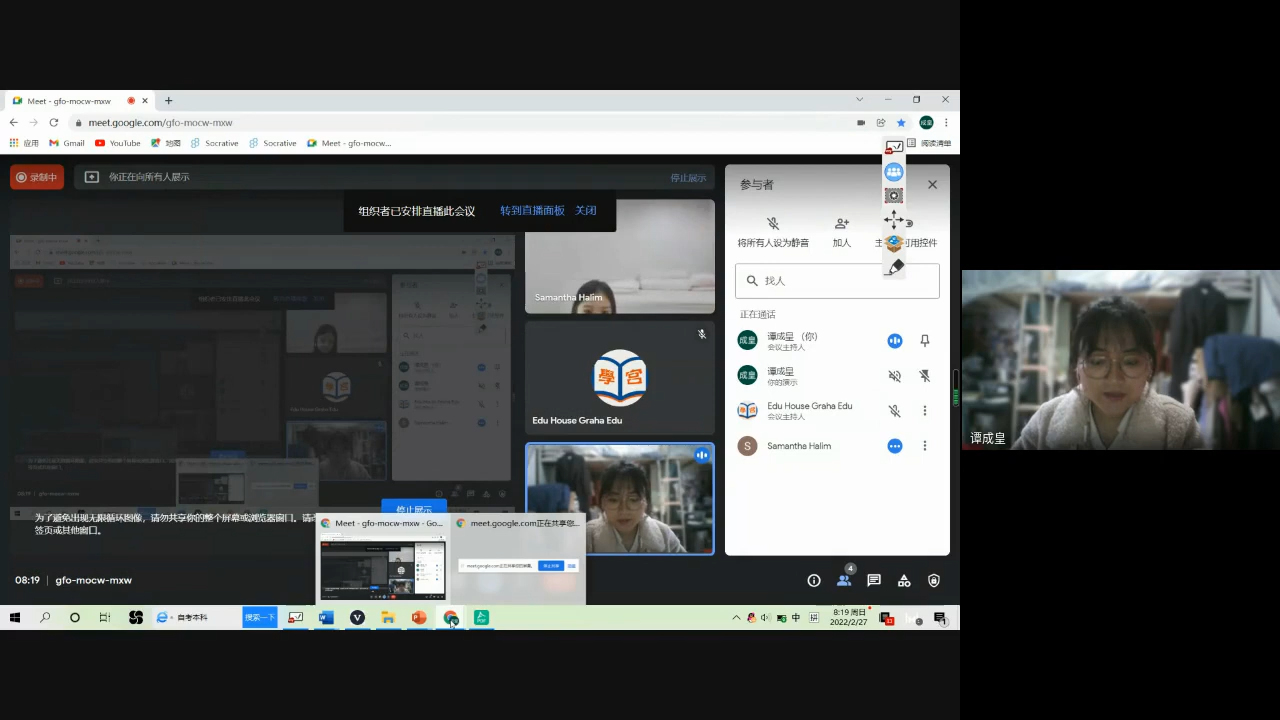 Meet - gfo-mocw-mxw
meet.google.com/gfo-mocw-mxw
成皇
应用
Gmail
YouTube
地图
Socrative
Socrative
Meet - gfo-mocw...
阅读清单
录制中
你正在向所有人展示
停止展示
组织者已安排直播此会议
转到直播面板
关闭
Samantha Halim
學宮
Edu House Graha Edu
参与者
将所有人设为静音
加人
可用控件
找人
正在通话
成皇
谭成皇 （你）
会议主持人
成皇
谭成皇
你的演示
Edu House Graha Edu
会议主持人
S
Samantha Halim
谭成皇
停止展示
为了避免出现无限循环图像，请勿共享你的整个屏幕或浏览器窗口。请
签页或其他窗口。
Meet - gfo-mocw-mxw - Go...
meet.google.com正在共享您...
08:19
gfo-mocw-mxw
4
自考本科
搜索一下
中
8:19 周日
2022/2/27